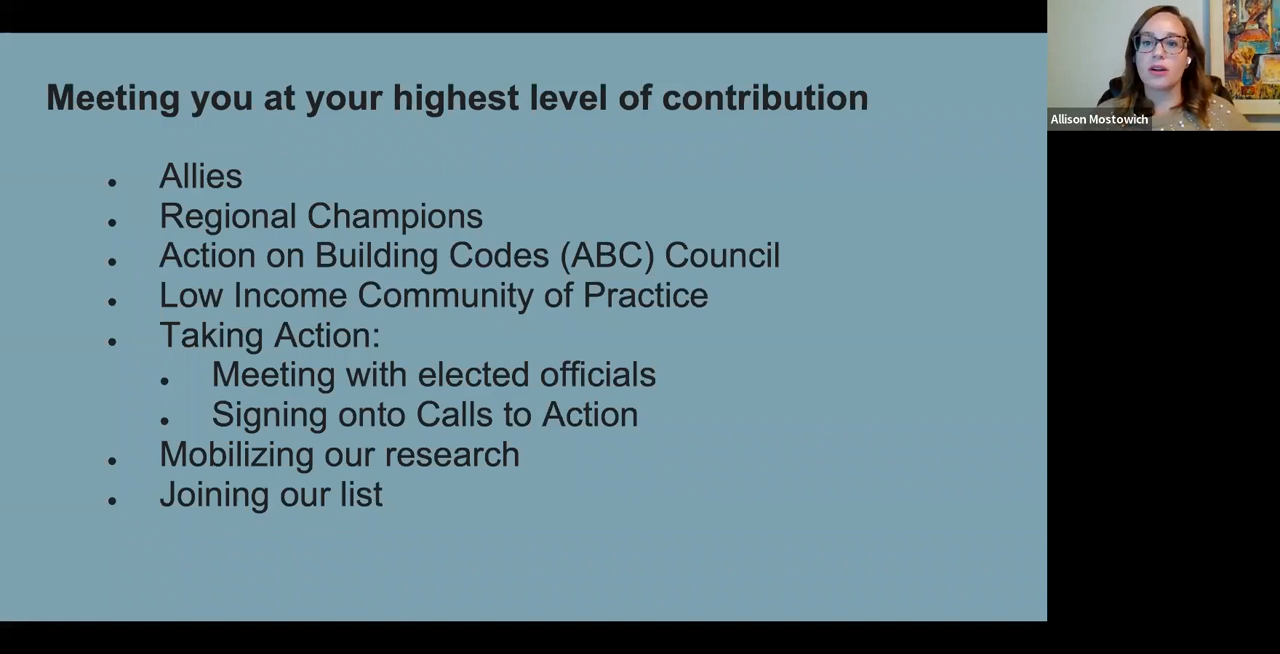 Meeting you at your highest level of contribution
Allies
Regional Champions
Action on Building Codes (ABC) Council
Low Income Community of Practice
Taking Action:
Meeting with elected officials
Signing onto Calls to Action
Mobilizing our research
Joining our list
Allison Mostowich